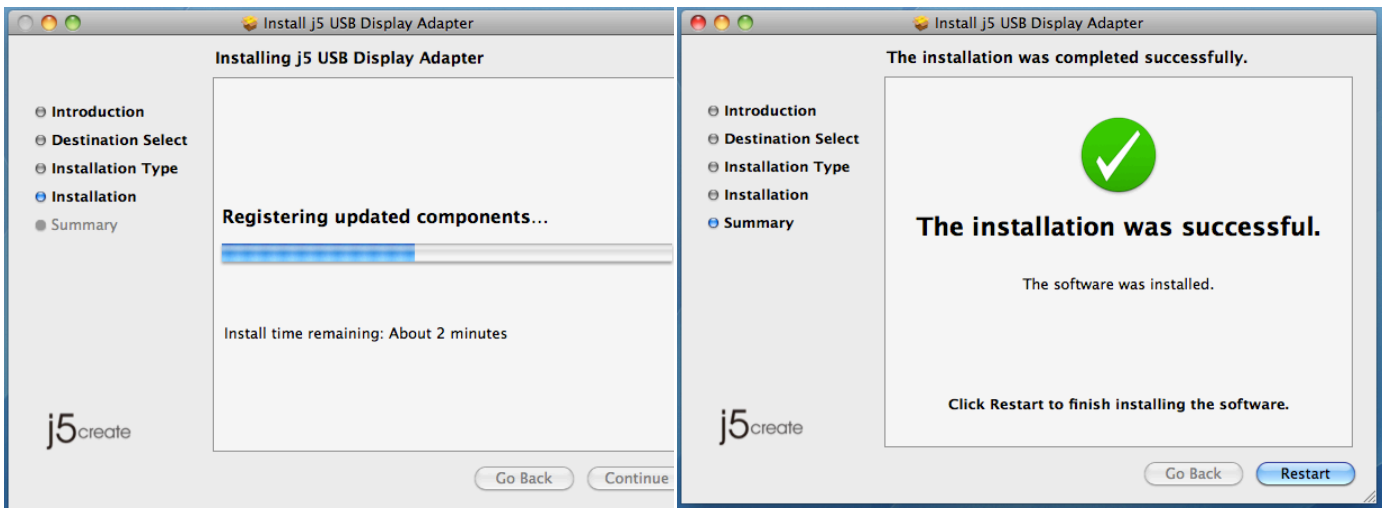 Install j5 USB Display Adapter
Installing j5 USB Display Adapter
Introduction
Destination Select
Installation Type
Installation
Summary
Registering updated components...
Install time remaining: About 2 minutes
j5create
Go Back
Continue
Install j5 USB Display Adapter
The installation was completed successfully.
Introduction
Destination Select
Installation Type
Installation
Summary
The installation was successful.
The software was installed.
Click Restart to finish installing the software.
j5create
Go Back
Restart